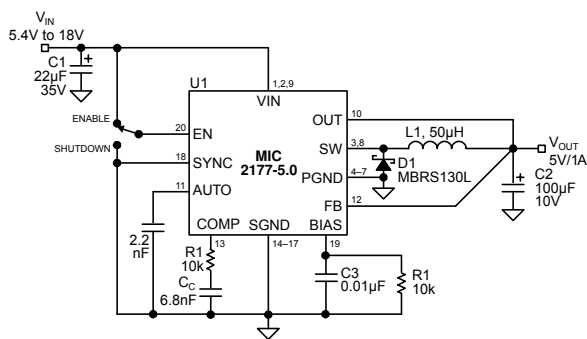 VIN
5.4V to 18V
C1
22µF
35V
U1
1,2,9
VIN
ENABLE
20
EN
SHUTDOWN
18
SYNC
11
AUTO
MIC
2177-5.0
OUT
10
SW
3,8
L1, 50µH
PGND
4–7
D1
MBRS130L
FB
12
VOUT
5V/1A
C2
100µF
10V
COMP
SGND
BIAS
13
14–17
19
2.2
nF
R1
10k
CC
6.8nF
C3
0.01µF
R1
10k